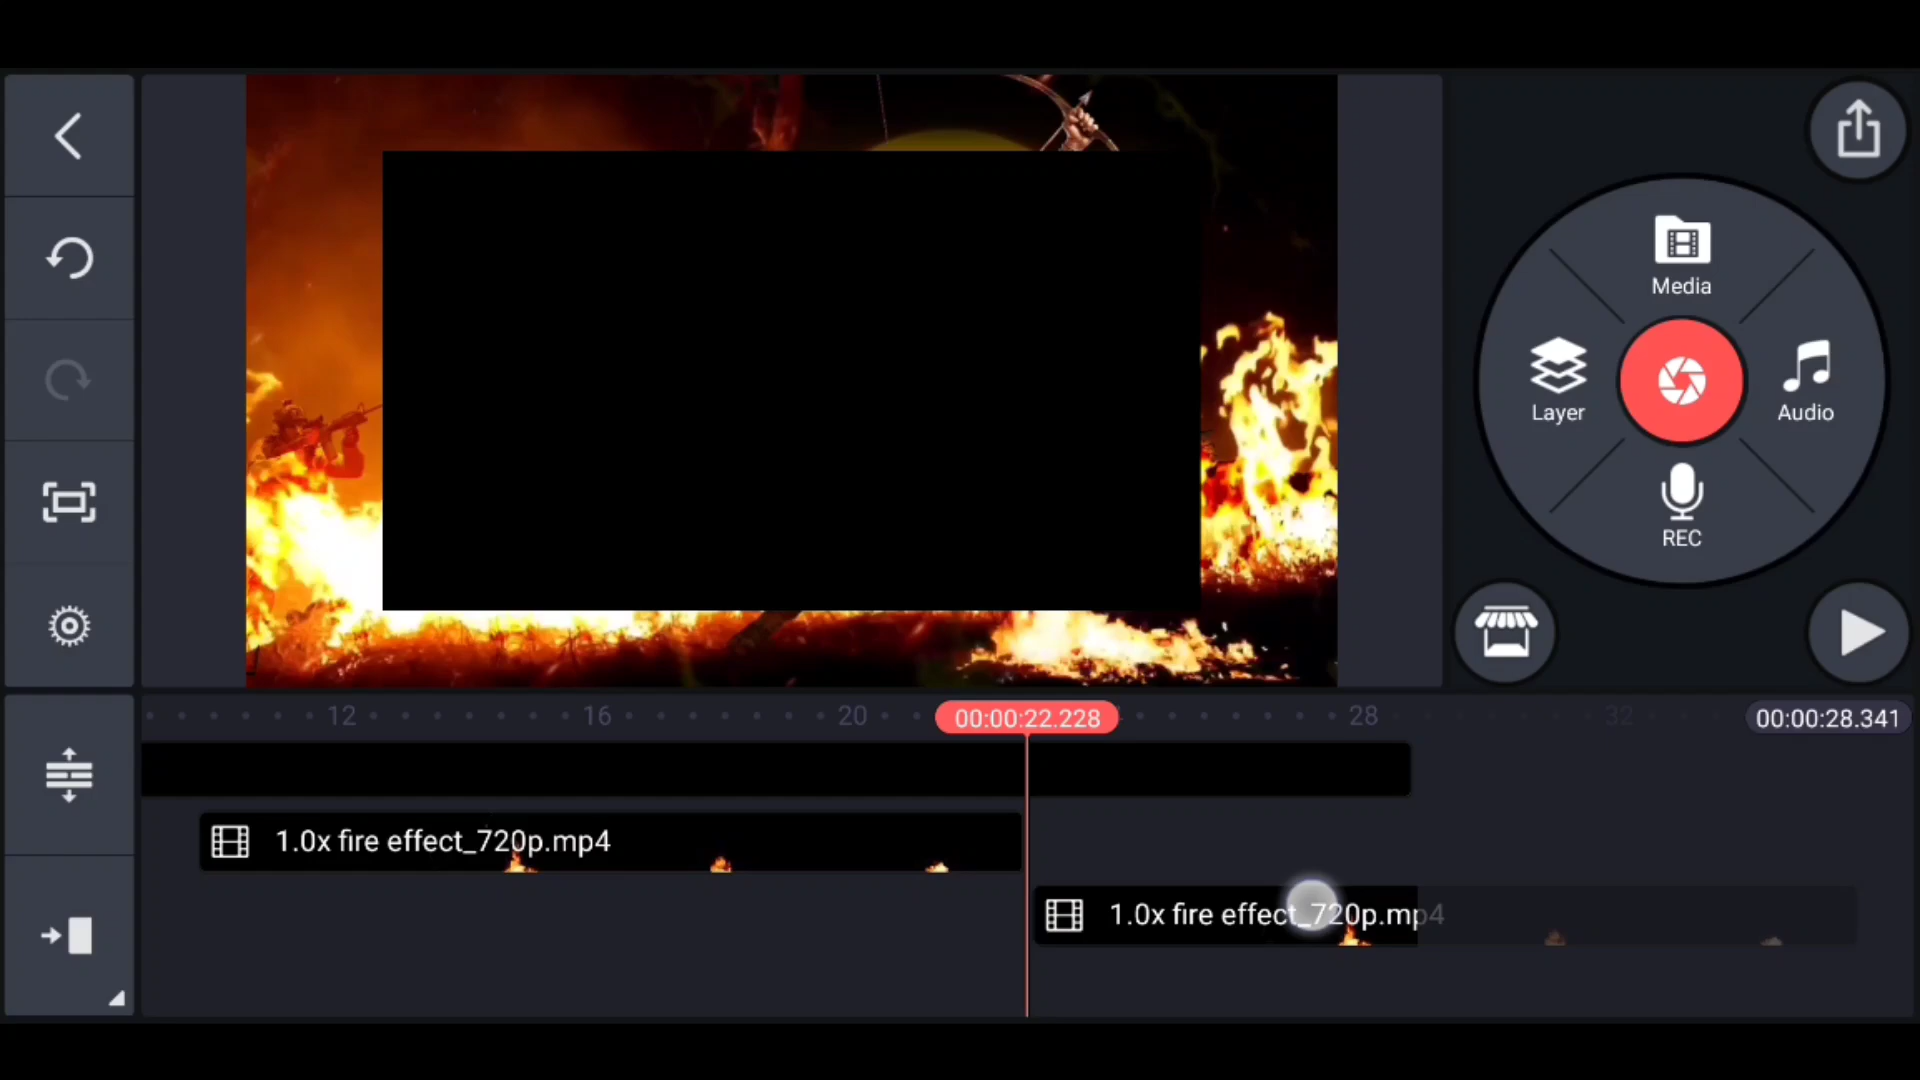 Media
Layer
Audio
REC
12
16
20
00:00:22.228
28
32
00:00:28.341
1.0x fire effect_720p.mp4
1.0x fire effect_720p.mp4